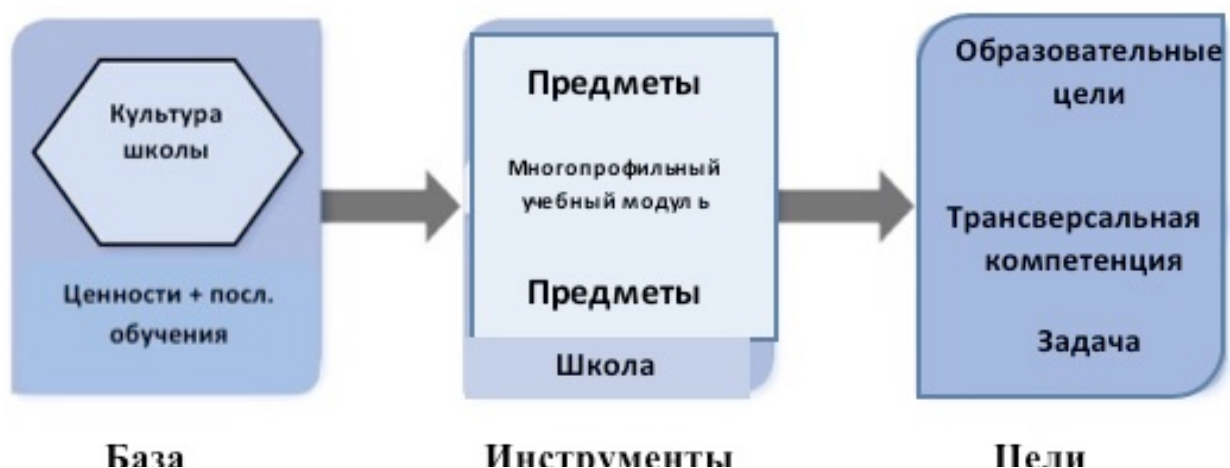 Культура
школы
Ценности + посл.
обучения
База
Предметы
Многопрофильный
учебный модул ь
Предметы
Школа
Инструменты
Образовательные
цели
Трансверсальная
компетенция
Задача
Цели